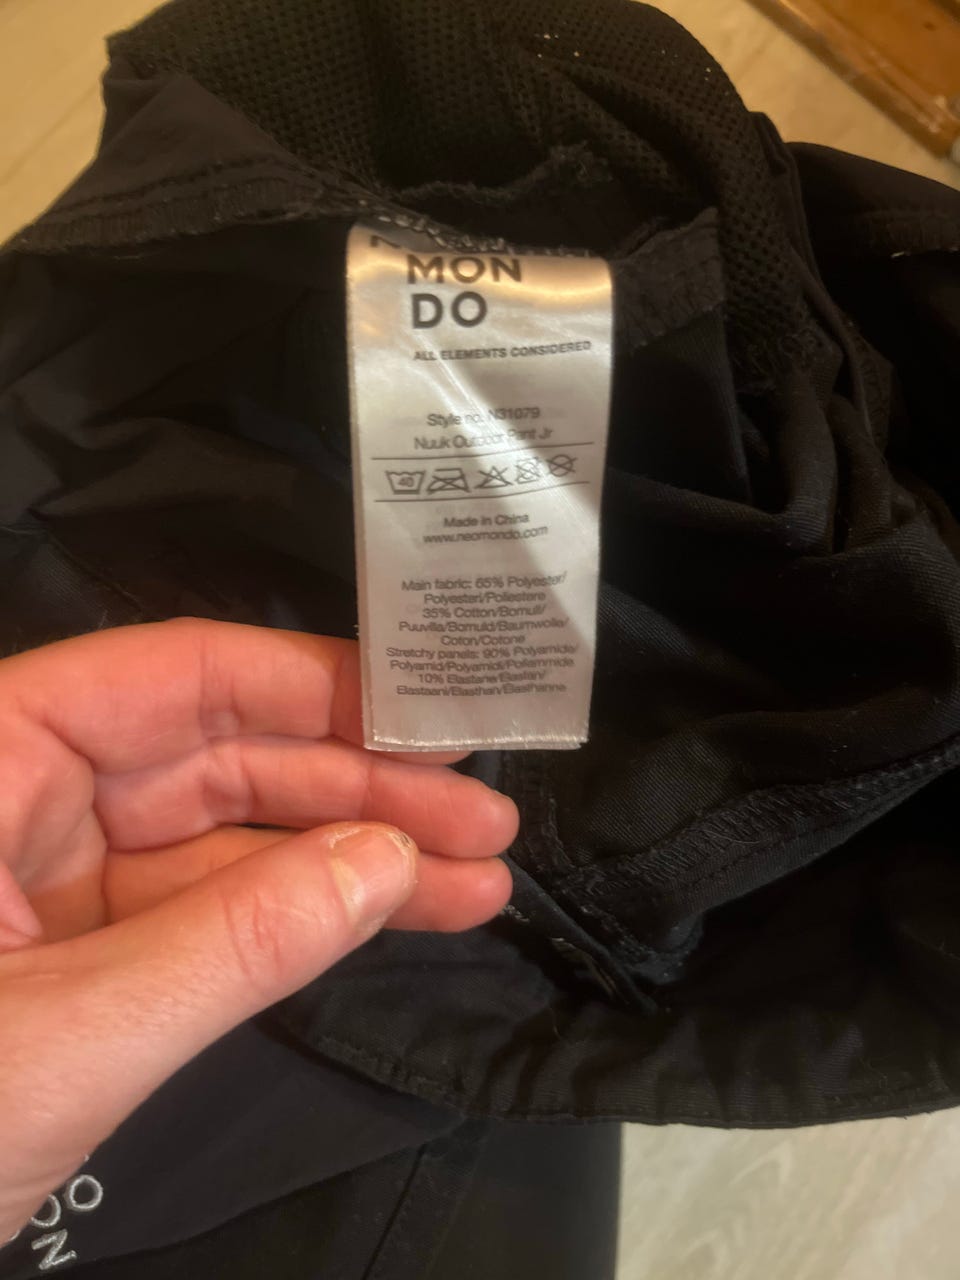 MON
DO
ALL ELEMENTS CONSIDERED
Style no. N31079
Nuuk Outdoor Pant Jr
40
Made in China
www.neomondo.com
Main fabric: 65% Polyester/
Polyesteri/Poliestere
35% Cotton/Bomull/
Puuvilla/Bomuld/Baumwolle/
Coton/Cotone
Stretchy panels: 90% Polyamide/
Polyamid/Polyamidi/Poliammide
10% Elastane/Elastan/
Elastaani/Elasthan/Elasthanne